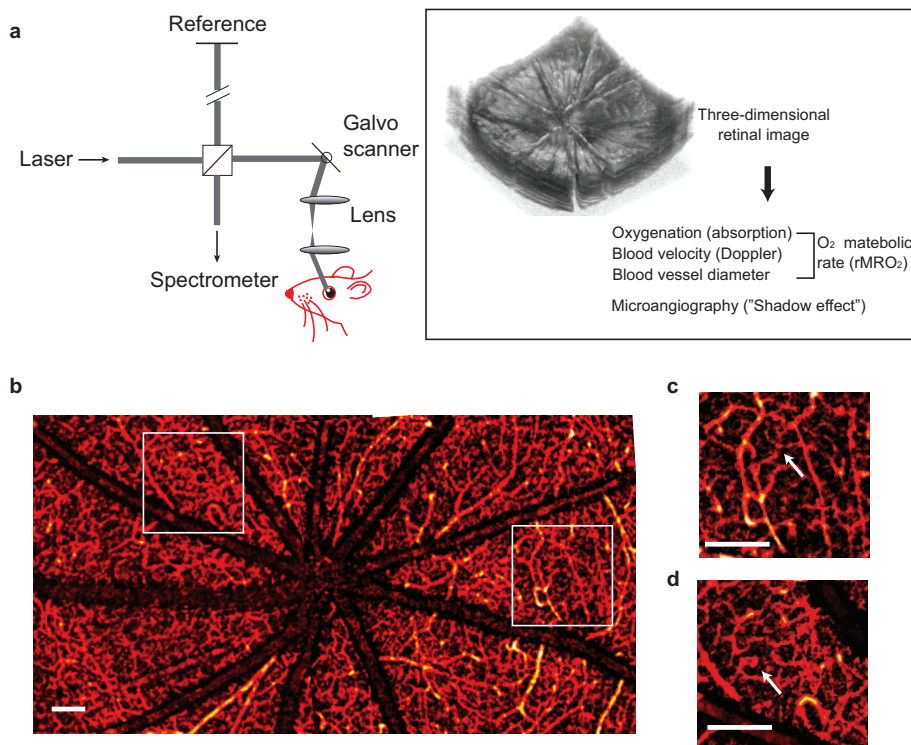 a
Reference
Laser
Galvo
scanner
Lens
Spectrometer
Three-dimensional
retinal image
Oxygenation (absorption)
Blood velocity (Doppler)
Blood vessel diameter
O₂ matebolic
rate (rMRO₂)
Microangiography (”Shadow effect”)
b
c
d